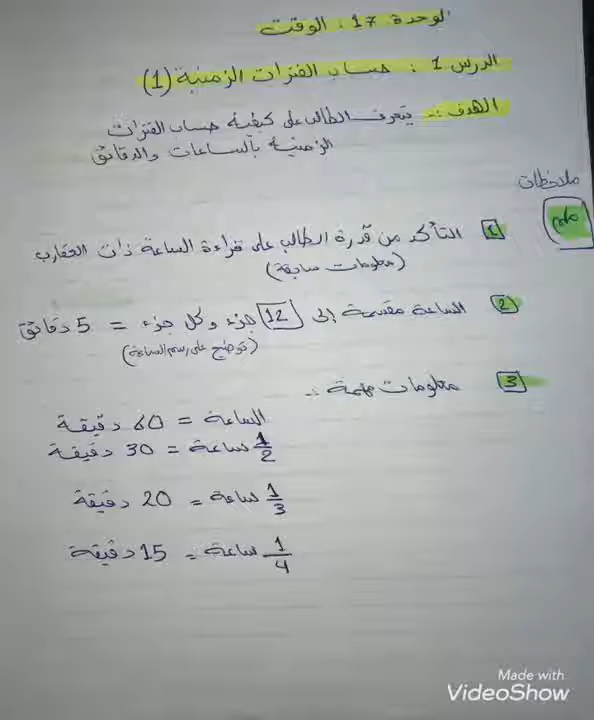 الوحدة 17 : الوقت
الدرس 1 : حساب الفترات الزمنية (1)
الهدف :- يتعرف الطالب على كيفية حساب الفترات
الزمنية بالساعات والدقائق
ملاحظات
هام
1 التأكد من قدرة الطالب على قراءة الساعة ذات العقارب
(معلومات سابقة)
2 الساعة مقسمة إلى 12 جزء وكل جزء = 5 دقائق
(توضح على رسم الساعة)
3 معلومات مهمة :-
الساعة = 60 دقيقة
1/2 ساعة = 30 دقيقة
1/3 ساعة = 20 دقيقة
1/4 ساعة = 15 دقيقة
Made with
VideoShow